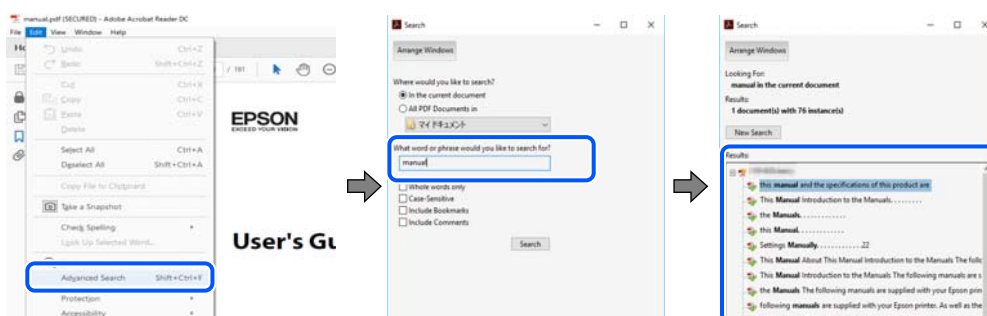 manual.pdf (SECURED) - Adobe Acrobat Reader DC
File Edit View Window Help
Undo Ctrl+Z
Redo Shift+Ctrl+Z
Cut Ctrl+X
Copy Ctrl+C
Paste Ctrl+V
Delete
Select All Ctrl+A
Deselect All Shift+Ctrl+A
Copy File to Clipboard
Take a Snapshot
Check Spelling
Look Up Selected Word...
Advanced Search Shift+Ctrl+F
Protection
Accessibility
/ 191
EPSON
EXCEED YOUR VISION
User's Gu
Search
Arrange Windows
Where would you like to search?
In the current document
All PDF Documents in
マイ ドキュメント
What word or phrase would you like to search for?
manual
Whole words only
Case-Sensitive
Include Bookmarks
Include Comments
Search
Search
Arrange Windows
Looking For:
manual in the current document
Results:
1 document(s) with 76 instance(s)
New Search
Results:
this manual and the specifications of this product are
This Manual Introduction to the Manuals. . . . . . . . .
the Manuals. . . . . . . . . . . . .
this Manual. . . . . . . . . . . . .
Settings Manually. . . . . . . . . . . .22
This Manual About This Manual Introduction to the Manuals The follo
This Manual Introduction to the Manuals The following manuals are s
the Manuals The following manuals are supplied with your Epson prin
following manuals are supplied with your Epson printer. As well as the